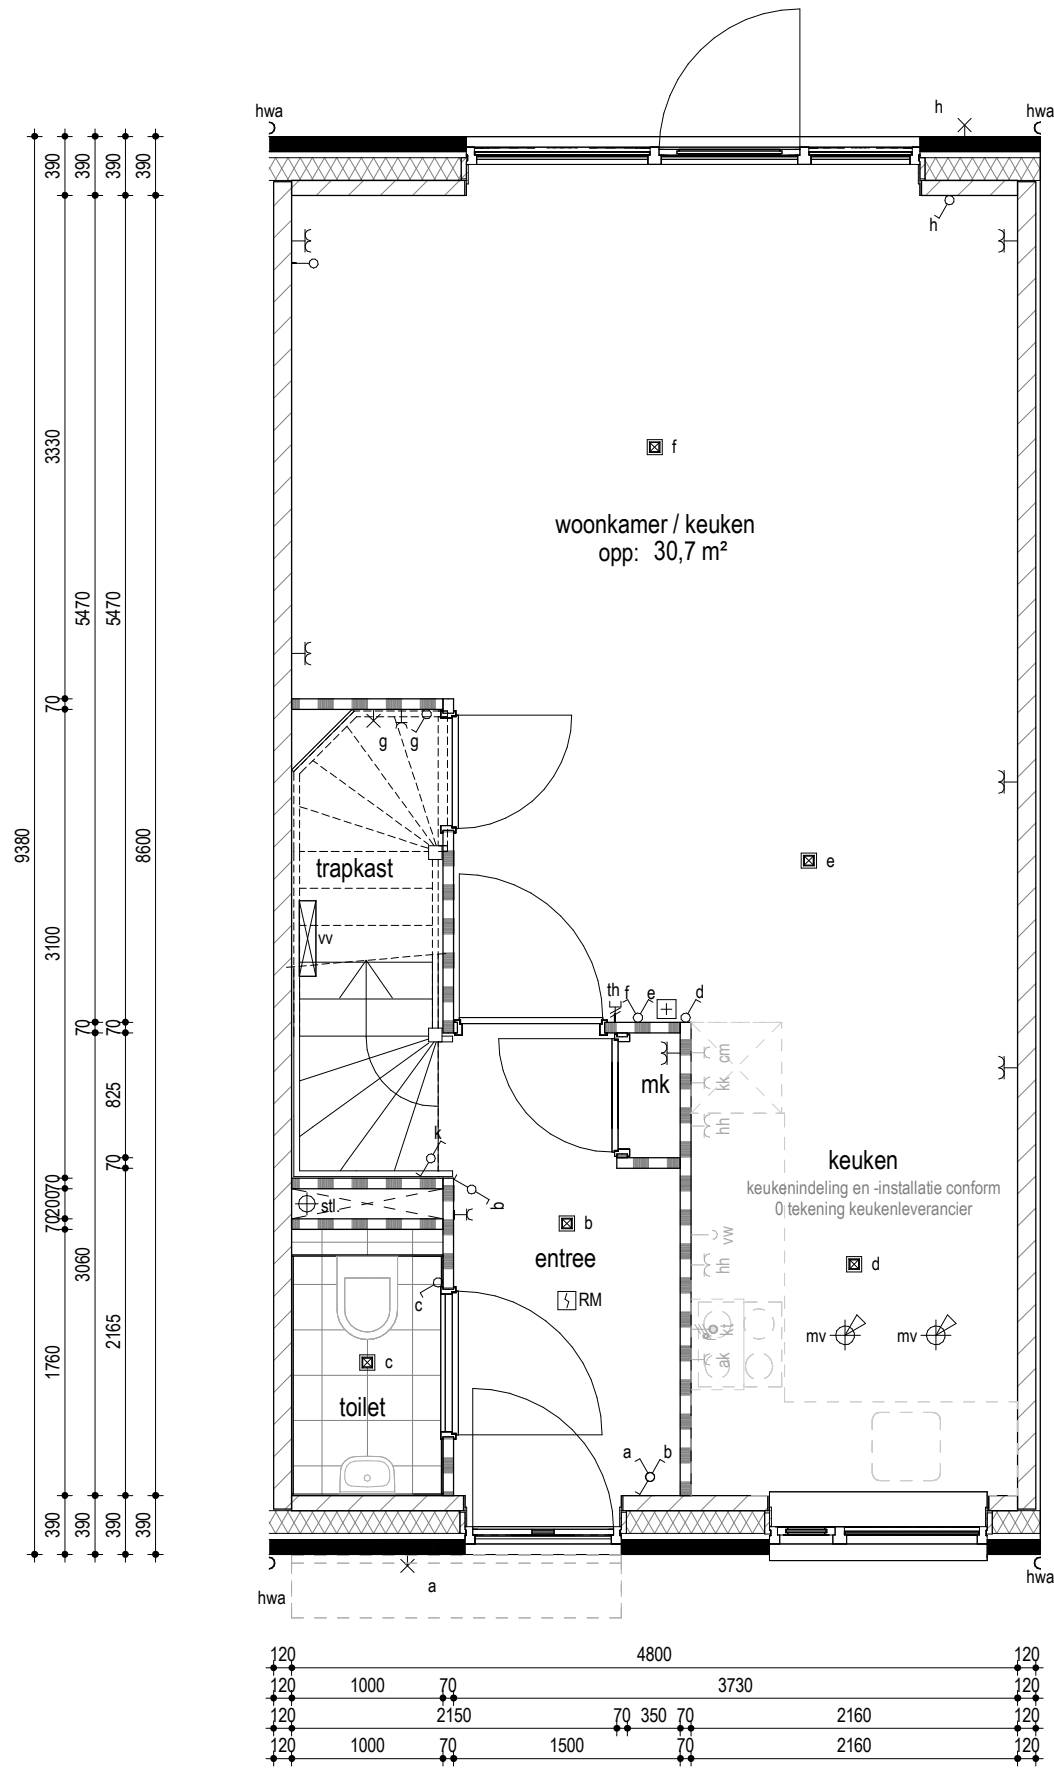 hwa
h
hwa
390
390
390
390
h
3330
f
woonkamer / keuken
opp: 30,7 m²
5470
5470
70
g
g
9380
8600
trapkast
e
vv
3100
th
f
e
d
70
70
cm
kk
mk
825
hh
k
keuken
70
keukenindeling en -installatie conform
0 tekening keukenleverancier
70
200
70
stl.
b
b
vw
entree
hh
d
3060
RM
c
2165
kt
mv
mv
1760
c
ak
toilet
a
b
390
390
390
390
a
hwa
hwa
120
4800
120
120
1000
70
3730
120
120
2150
70
350
70
2160
120
120
1000
70
1500
70
2160
120